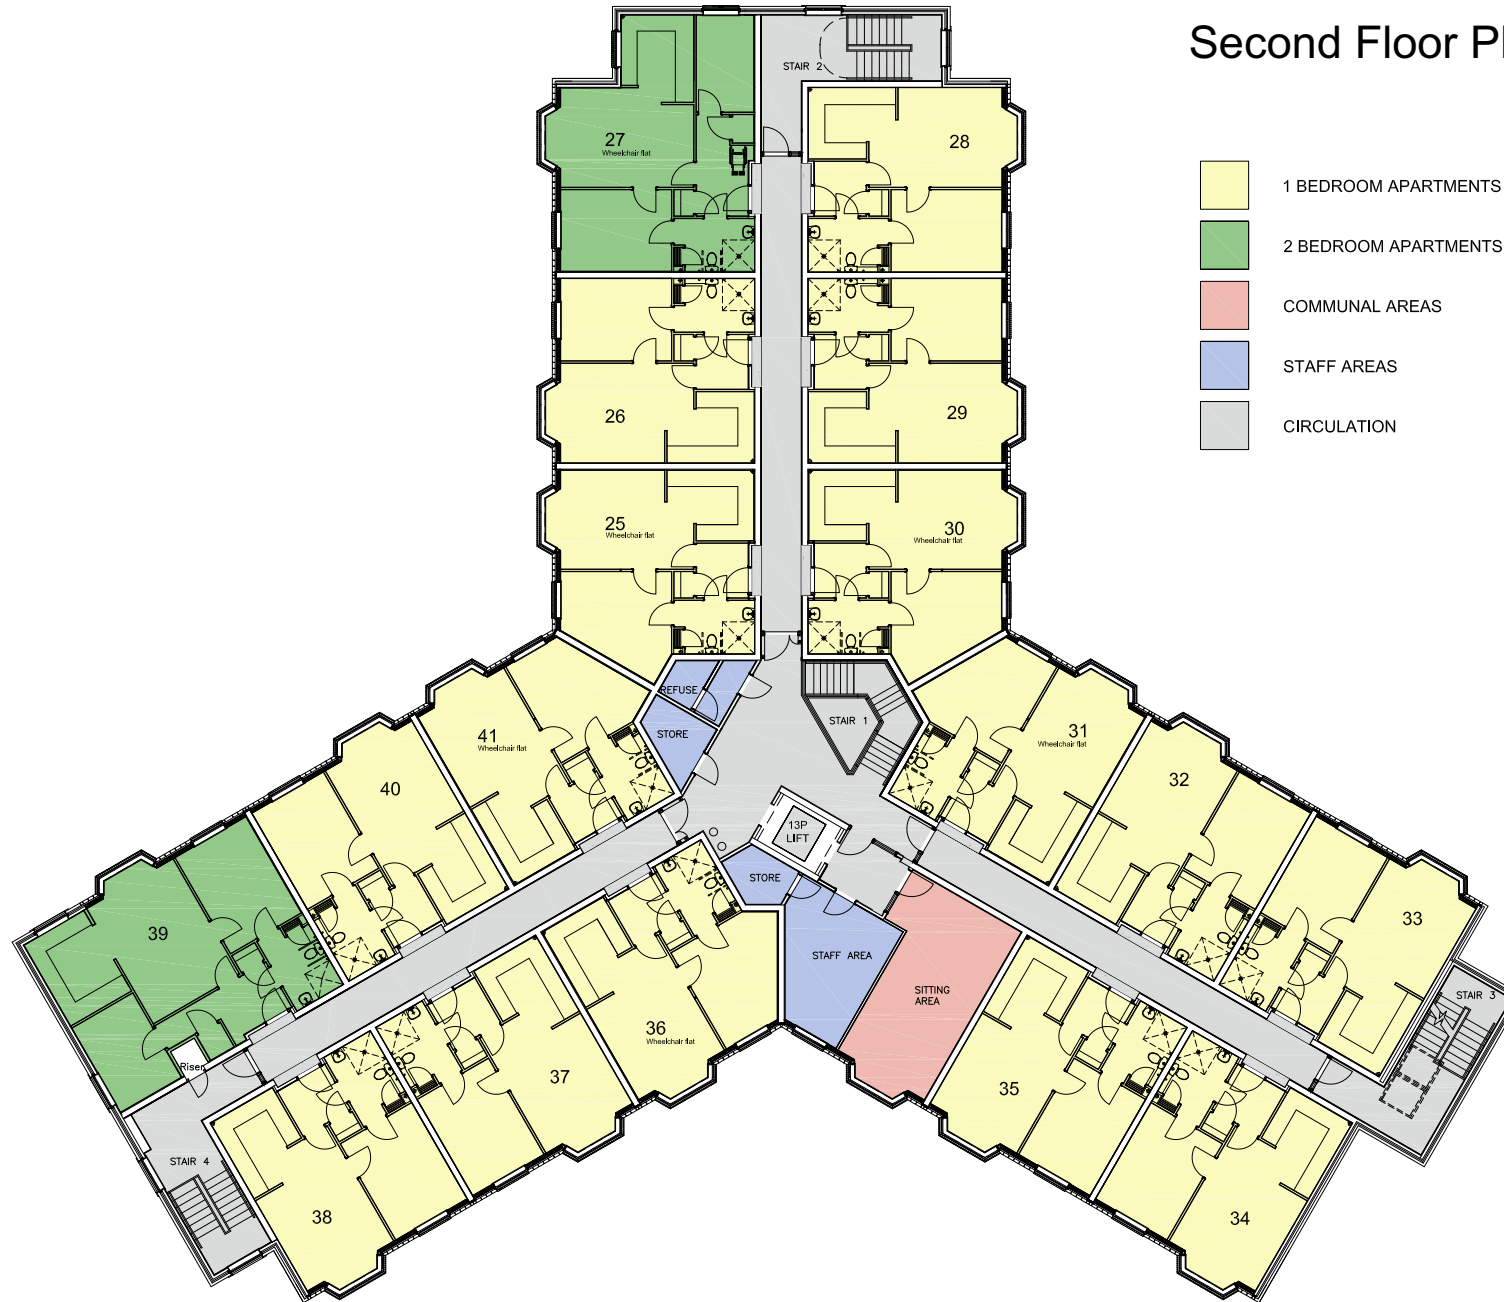 Second Floor Pl
STAIR 2
27
Wheelchair flat
28
1 BEDROOM APARTMENTS
2 BEDROOM APARTMENTS
COMMUNAL AREAS
STAFF AREAS
CIRCULATION
26
29
25
Wheelchair flat
30
Wheelchair flat
REFUSE
STORE
STAIR 1
41
Wheelchair flat
31
Wheelchair flat
40
32
13P
LIFT
STORE
39
33
STAFF AREA
SITTING
AREA
STAIR 3
36
Wheelchair flat
Riser
37
35
STAIR 4
38
34